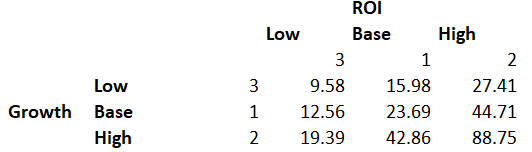 ROI
Low Base High
3 1 2
Low 3 9.58 15.98 27.41
Growth Base 1 12.56 23.69 44.71
High 2 19.39 42.86 88.75